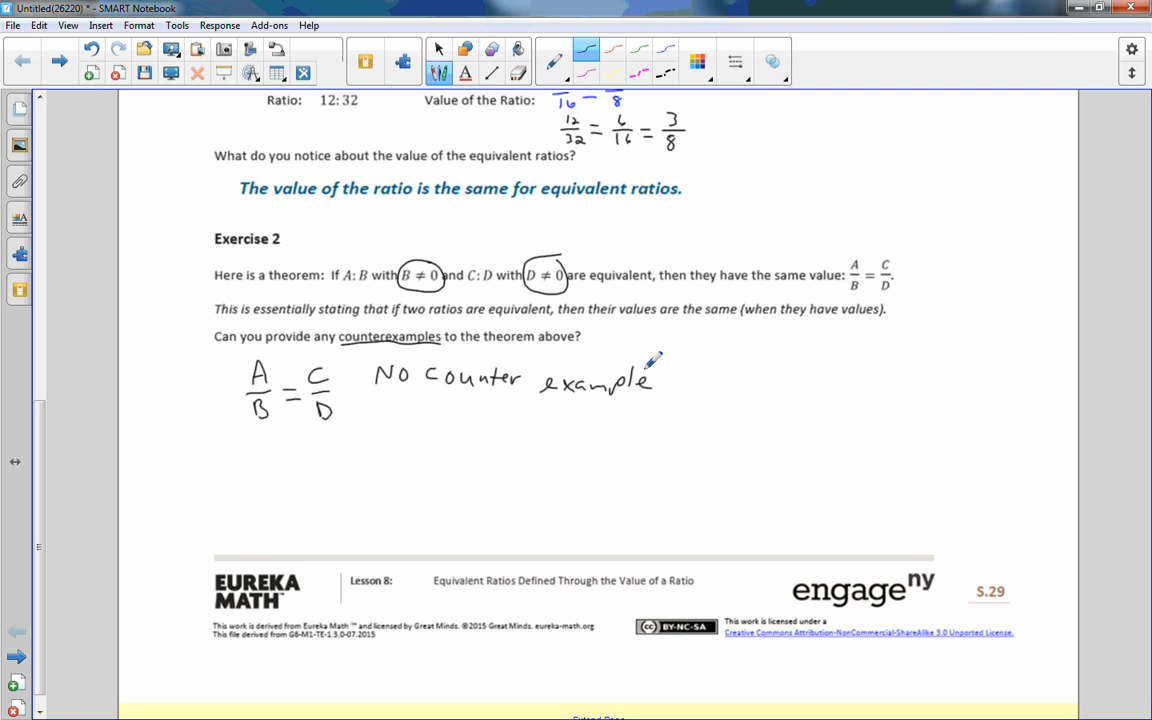 Untitled(26220) * - SMART Notebook
File Edit View Insert Format Tools Response Add-ons Help
Ratio: 12:32 Value of the Ratio:
16 8
12/32 = 6/16 = 3/8
What do you notice about the value of the equivalent ratios?
The value of the ratio is the same for equivalent ratios.
Exercise 2
Here is a theorem: If A:B with B ≠ 0 and C:D with D ≠ 0 are equivalent, then they have the same value: A/B = C/D.
This is essentially stating that if two ratios are equivalent, then their values are the same (when they have values).
Can you provide any counterexamples to the theorem above?
A/B = C/D No counter example
EUREKA MATH™ Lesson 8: Equivalent Ratios Defined Through the Value of a Ratio engageny S.29
This work is derived from Eureka Math ™ and licensed by Great Minds. ©2015 Great Minds. eureka-math.org
This file derived from G6-M1-TE-1.3.0-07.2015
cc BY-NC-SA
This work is licensed under a
Creative Commons Attribution-NonCommercial-ShareAlike 3.0 Unported License.
Extend Page